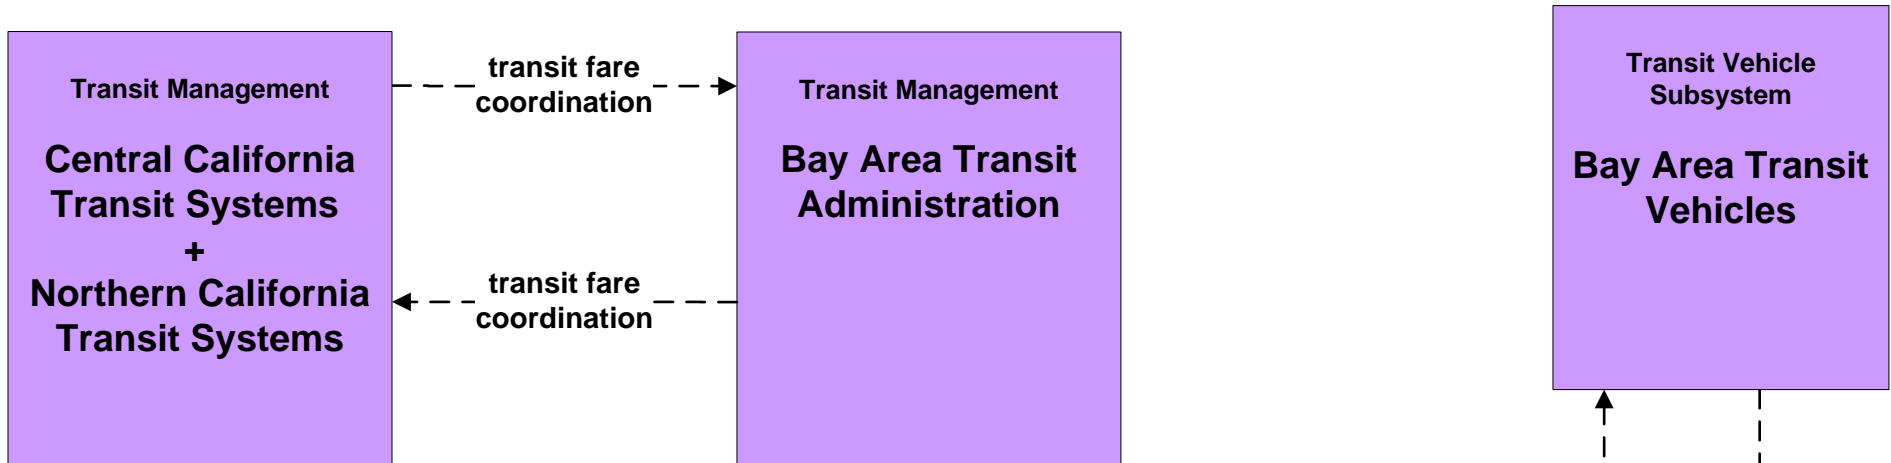 Transit Management
Central California
Transit Systems
+
Northern California
Transit Systems
transit fare
coordination
transit fare
coordination
Transit Management
Bay Area Transit
Administration
Transit Vehicle
Subsystem
Bay Area Transit
Vehicles